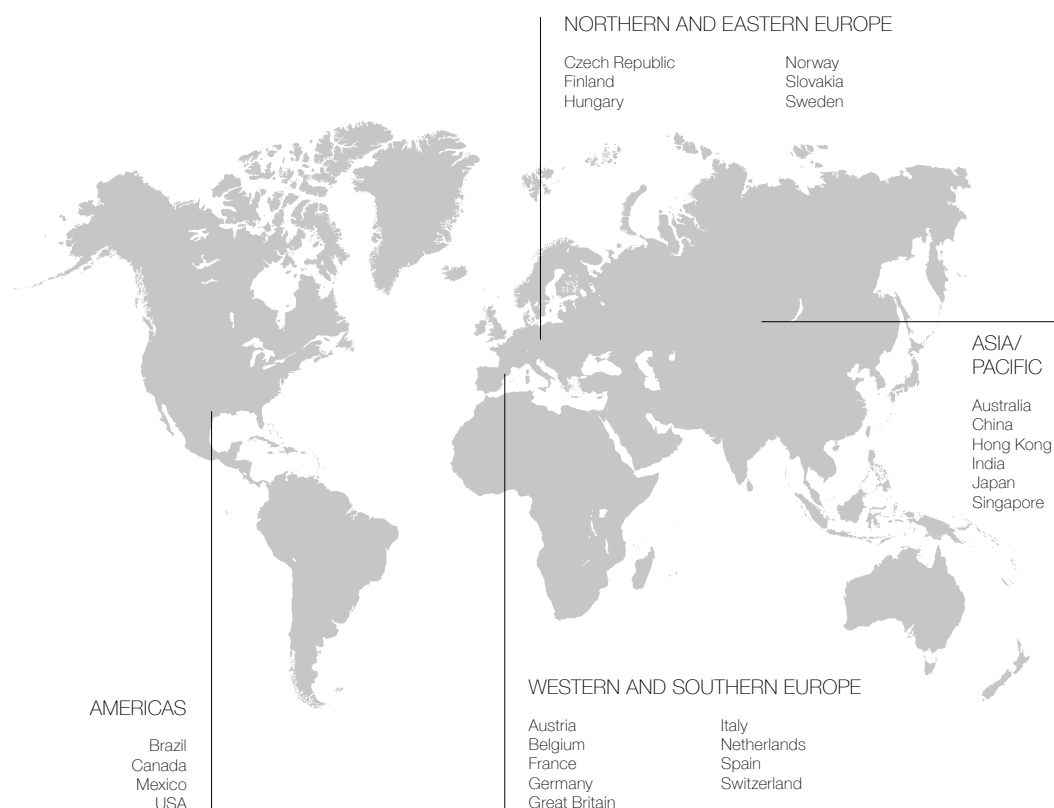 NORTHERN AND EASTERN EUROPE
Czech Republic
Finland
Hungary
Norway
Slovakia
Sweden
ASIA/
PACIFIC
Australia
China
Hong Kong
India
Japan
Singapore
WESTERN AND SOUTHERN EUROPE
Austria
Belgium
France
Germany
Great Britain
Italy
Netherlands
Spain
Switzerland
AMERICAS
Brazil
Canada
Mexico
USA